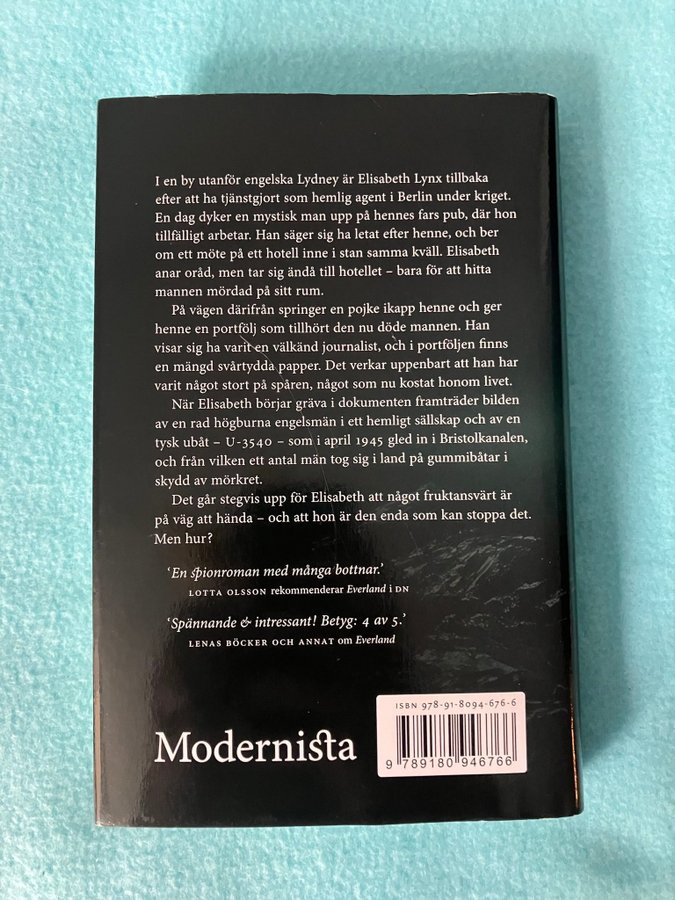 I en by utanför engelska Lydney är Elisabeth Lynx tillbaka
efter att ha tjänstgjort som hemlig agent i Berlin under kriget.
En dag dyker en mystisk man upp på hennes fars pub, där hon
tillfälligt arbetar. Han säger sig ha letat efter henne, och ber
om ett möte på ett hotell inne i stan samma kväll. Elisabeth
anar oråd, men tar sig ändå till hotellet – bara för att hitta
mannen mördad på sitt rum.
På vägen därifrån springer en pojke ikapp henne och ger
henne en portfölj som tillhört den nu döde mannen. Han
visar sig ha varit en välkänd journalist, och i portföljen finns
en mängd svårtydda papper. Det verkar uppenbart att han har
varit något stort på spåren, något som nu kostat honom livet.
När Elisabeth börjar gräva i dokumenten framträder bilden
av en rad högburna engelsmän i ett hemligt sällskap och av en
tysk ubåt – U-3540 – som i april 1945 gled in i Bristolkanalen,
och från vilken ett antal män tog sig i land på gummibåtar i
skydd av mörkret.
Det går stegvis upp för Elisabeth att något fruktansvärt är
på väg att hända – och att hon är den enda som kan stoppa det.
Men hur?
‘En spionroman med många bottnar.’
LOTTA OLSSON rekommenderar Everland i DN
‘Spännande & intressant! Betyg: 4 av 5.’
LENAS BÖCKER OCH ANNAT om Everland
Modernista
ISBN 978-91-8094-676-6
9 789180 946766